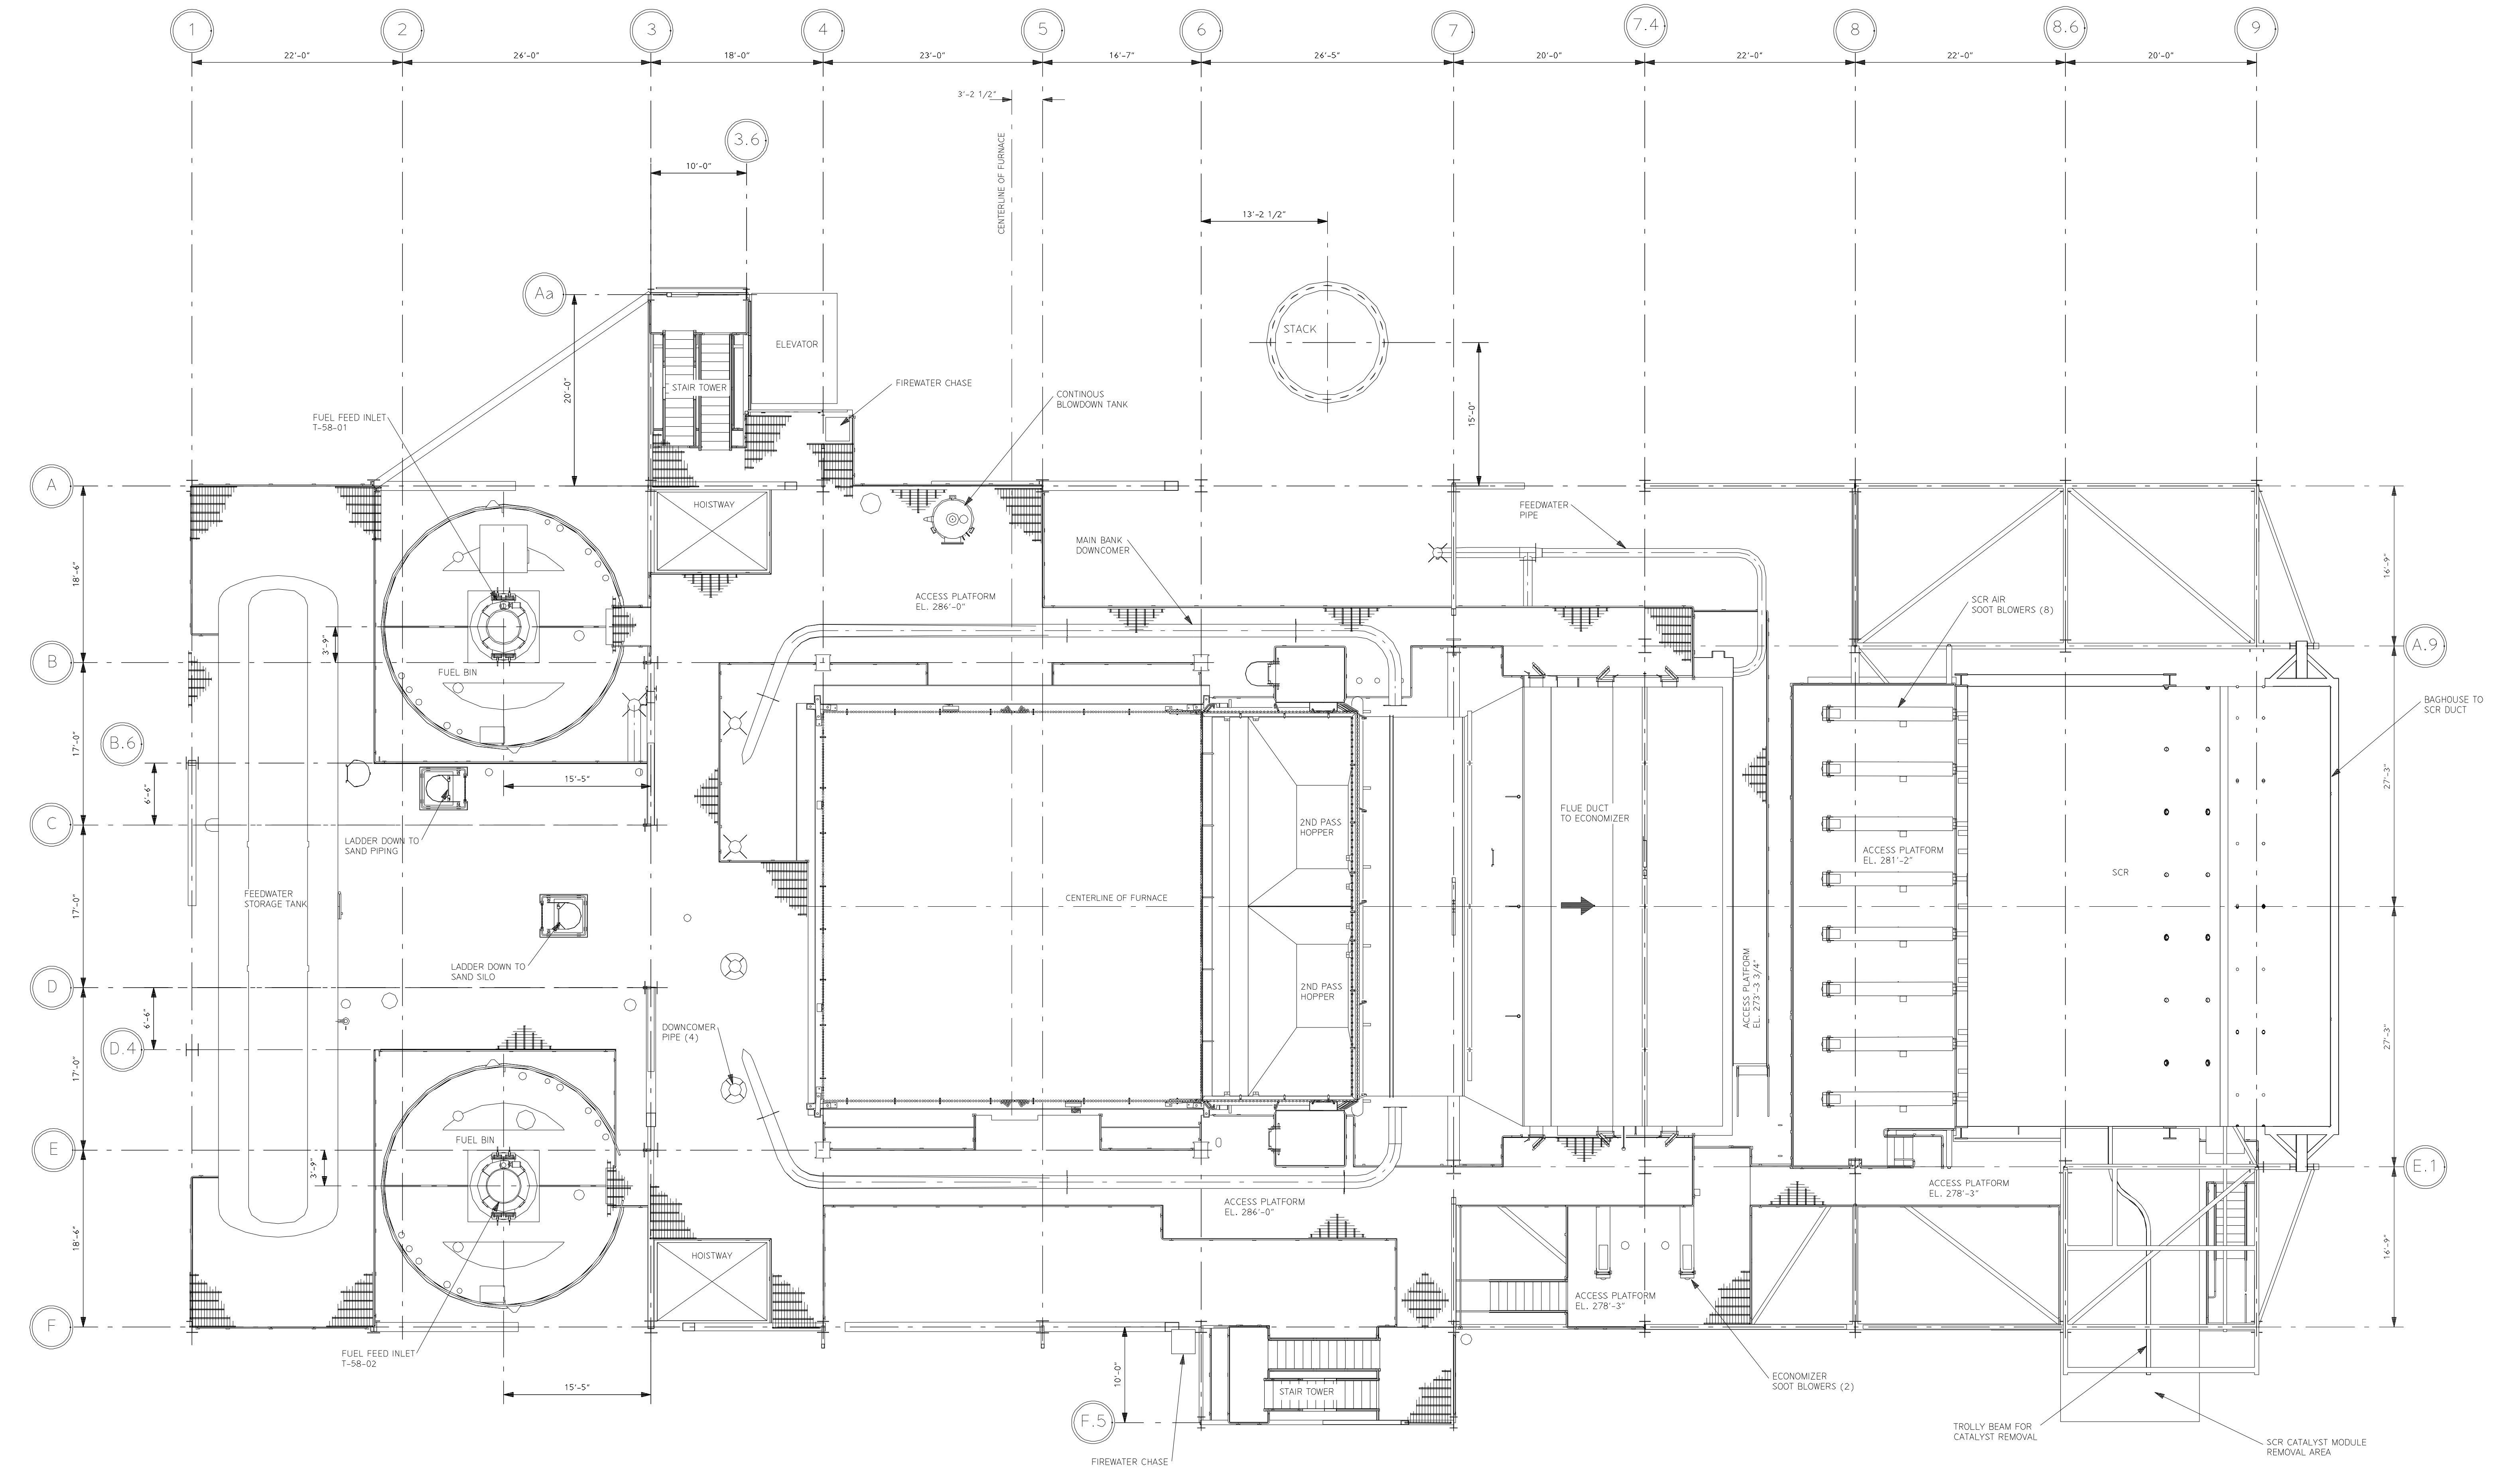 1
2
3
4
5
6
7
7.4
8
8.6
9
22'-0"
26'-0"
18'-0"
23'-0"
16'-7"
26'-5"
20'-0"
22'-0"
22'-0"
20'-0"
3'-2 1/2"
CENTERLINE OF FURNACE
3.6
10'-0"
13'-2 1/2"
Aa
20'-0"
STACK
15'-0"
ELEVATOR
STAIR TOWER
FIREWATER CHASE
CONTINOUS
BLOWDOWN TANK
FUEL FEED INLET
T-58-01
A
HOISTWAY
FEEDWATER
PIPE
MAIN BANK
DOWNCOMER
18'-6"
16'-9"
ACCESS PLATFORM
EL. 286'-0"
SCR AIR
SOOT BLOWERS (8)
3'-9"
B
A.9
FUEL BIN
BAGHOUSE TO
SCR DUCT
B.6
17'-0"
6'-6"
15'-5"
27'-3"
C
FLUE DUCT
TO ECONOMIZER
2ND PASS
HOPPER
LADDER DOWN TO
SAND PIPING
ACCESS PLATFORM
EL. 281'-2"
SCR
FEEDWATER
STORAGE TANK
CENTERLINE OF FURNACE
17'-0"
LADDER DOWN TO
SAND SILO
D
2ND PASS
HOPPER
ACCESS PLATFORM
EL. 273'-3 3/4"
6'-6"
DOWNCOMER
PIPE (4)
27'-3"
D.4
17'-0"
FUEL BIN
E
E.1
3'-9"
ACCESS PLATFORM
EL. 286'-0"
ACCESS PLATFORM
EL. 278'-3"
18'-6"
16'-9"
HOISTWAY
ACCESS PLATFORM
EL. 278'-3"
F
FUEL FEED INLET
T-58-02
15'-5"
10'-0"
STAIR TOWER
ECONOMIZER
SOOT BLOWERS (2)
F.5
TROLLY BEAM FOR
CATALYST REMOVAL
SCR CATALYST MODULE
REMOVAL AREA
FIREWATER CHASE